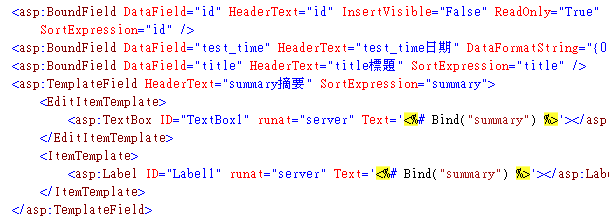 <asp:BoundField DataField="id" HeaderText="id" InsertVisible="False" ReadOnly="True"
SortExpression="id" />
<asp:BoundField DataField="test_time" HeaderText="test_time日期" DataFormatString="{0
<asp:BoundField DataField="title" HeaderText="title標題" SortExpression="title" />
<asp:TemplateField HeaderText="summary摘要" SortExpression="summary">
<EditItemTemplate>
<asp:TextBox ID="TextBox1" runat="server" Text='<%# Bind("summary") %>'></asp
</EditItemTemplate>
<ItemTemplate>
<asp:Label ID="Label1" runat="server" Text='<%# Bind("summary") %>'></asp:Labe
</ItemTemplate>
</asp:TemplateField>